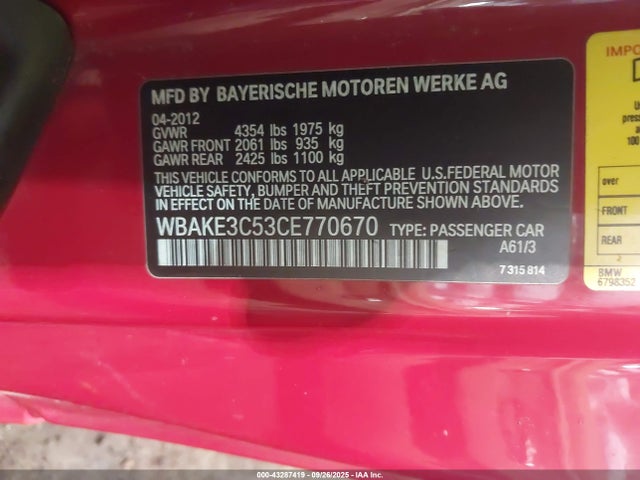 MFD BY BAYERISCHE MOTOREN WERKE AG
04-2012
GVWR 4354 lbs 1975 kg
GAWR FRONT 2061 lbs 935 kg
GAWR REAR 2425 lbs 1100 kg
THIS VEHICLE CONFORMS TO ALL APPLICABLE U.S.FEDERAL MOTOR
VEHICLE SAFETY, BUMPER AND THEFT PREVENTION STANDARDS
IN EFFECT ON THE DATE OF MANUFACTURE SHOWN ABOVE.
WBAKE3C53CE770670 TYPE: PASSENGER CAR
A61/3
7 315 814
over
FRONT
REAR
2
BMW
6798352
000-43287419 - 09/26/2025 - IAA Inc.